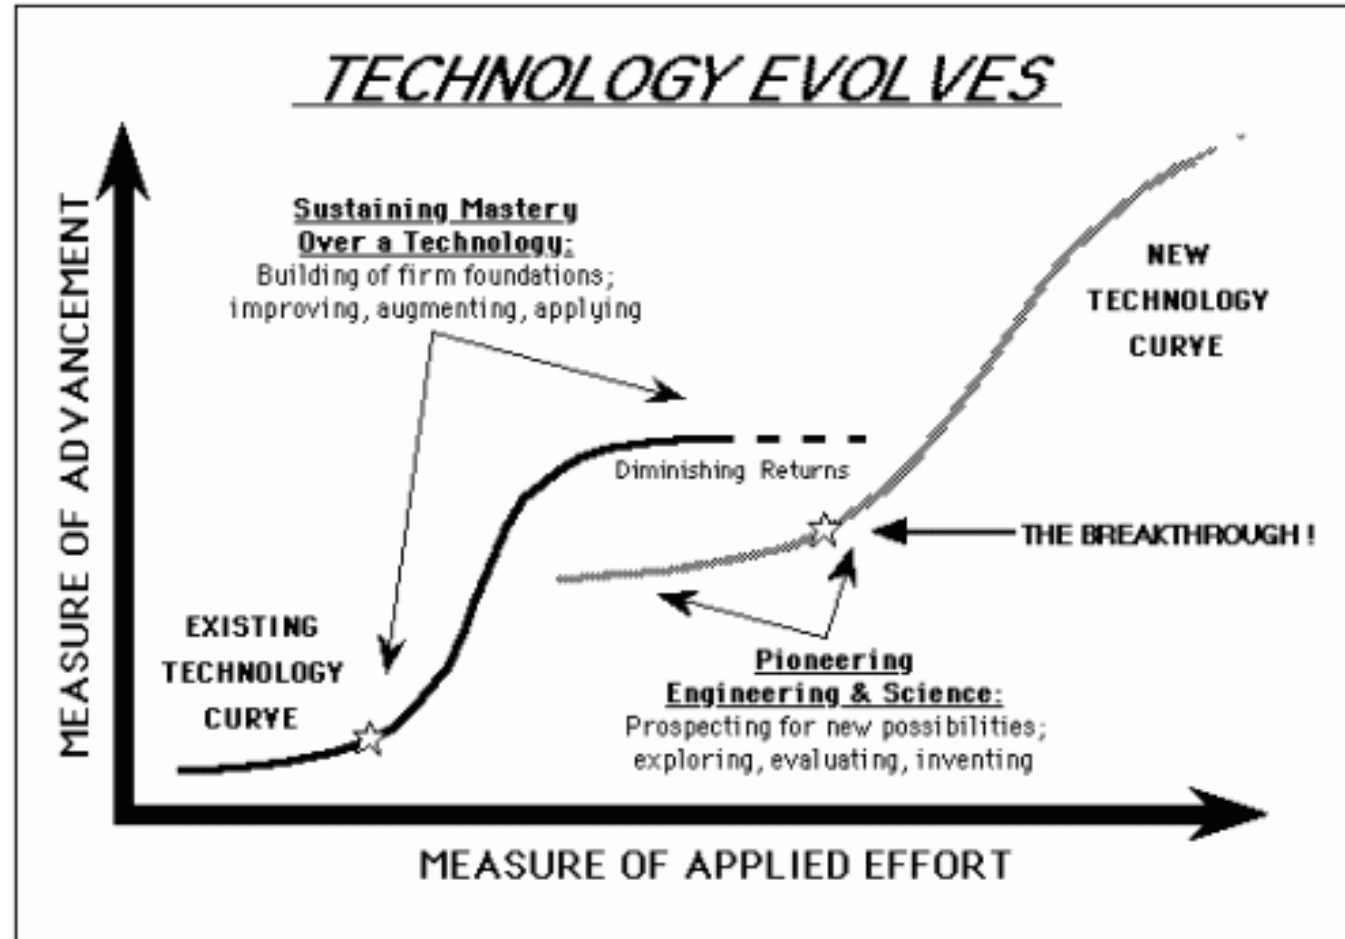 TECHNOLOGY EVOLVES
MEASURE OF ADVANCEMENT
Sustaining Mastery
Over a Technology:
Building of firm foundations;
improving, augmenting, applying
NEW
TECHNOLOGY
CURVE
Diminishing Returns
THE BREAKTHROUGH !
EXISTING
TECHNOLOGY
CURVE
Pioneering
Engineering & Science:
Prospecting for new possibilities;
exploring, evaluating, inventing
MEASURE OF APPLIED EFFORT